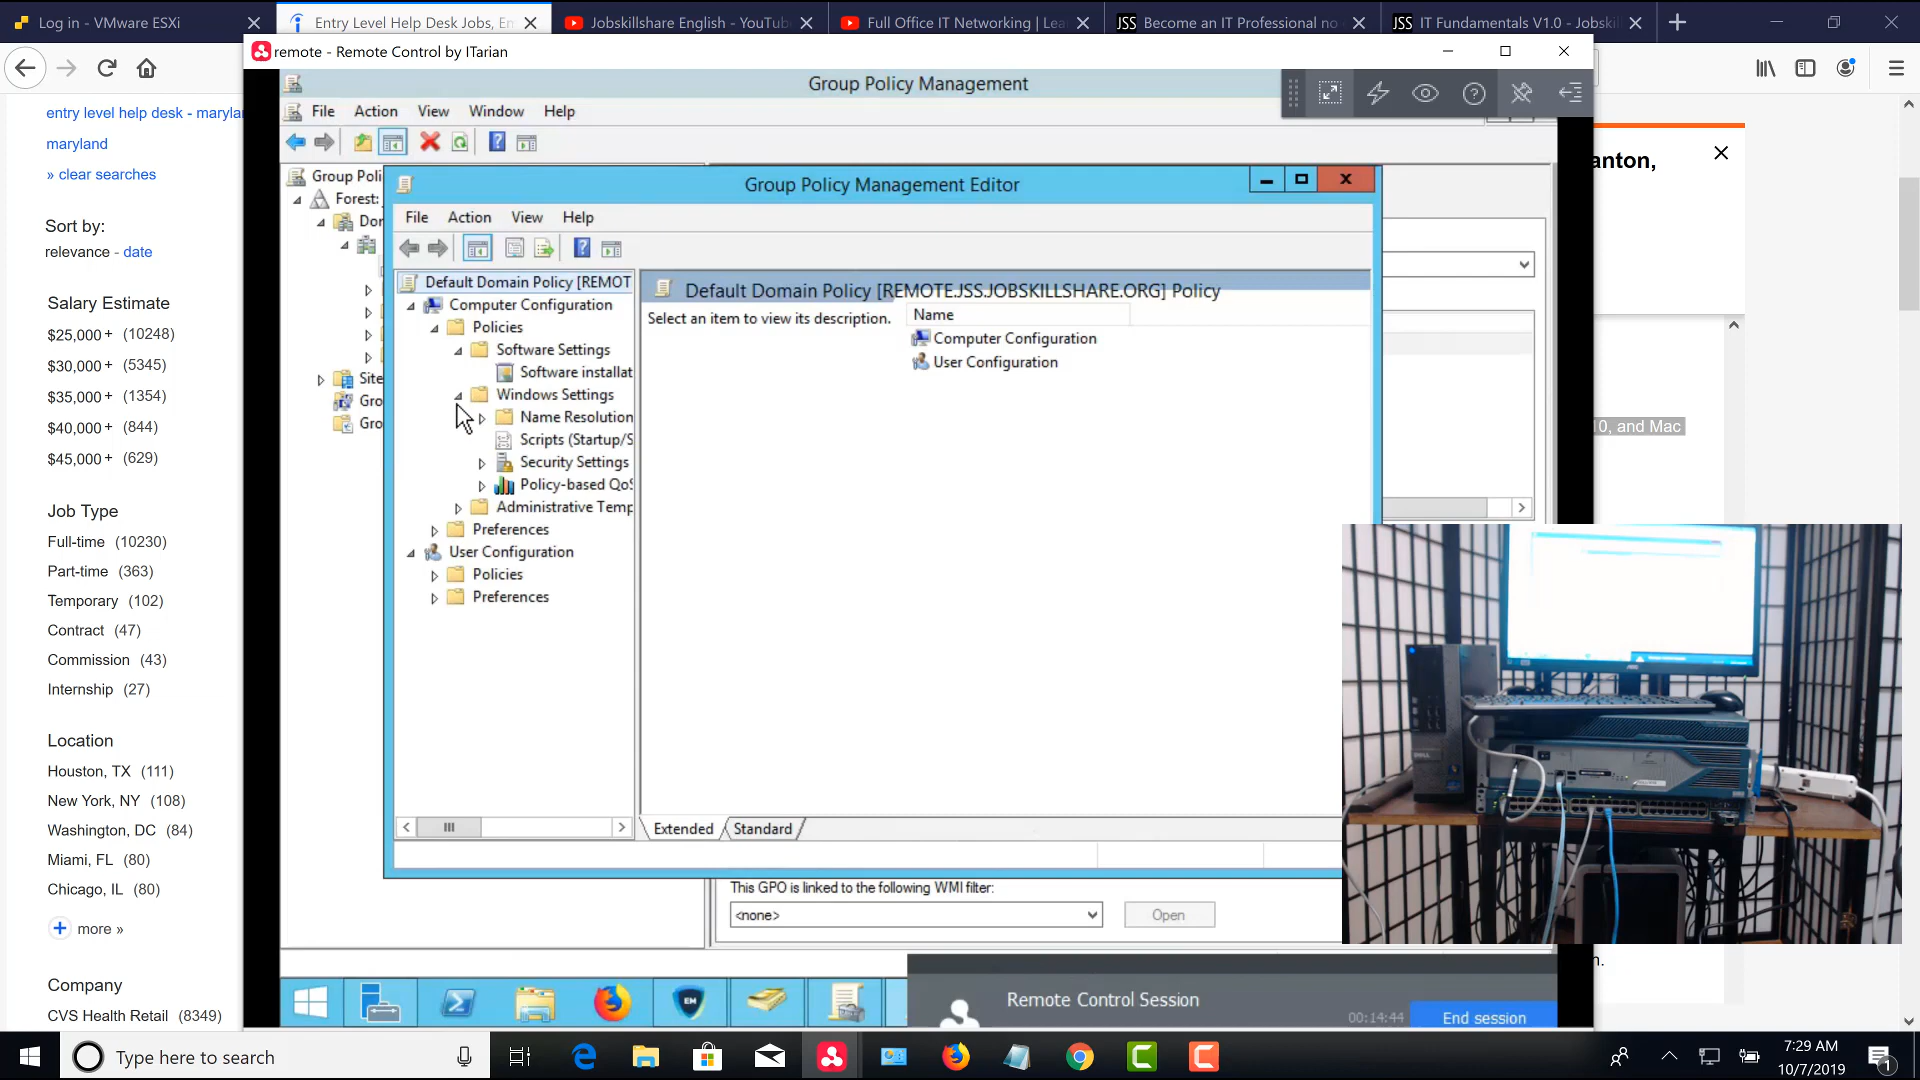 Log in - VMware ESXi
Entry Level Help Desk Jobs, Em
Jobskillshare English - YouTub
Full Office IT Networking | Lea
JSS Become an IT Professional no
JSS IT Fundamentals V1.0 - Jobski
remote - Remote Control by ITarian
entry level help desk - maryla
maryland
» clear searches
Sort by:
relevance - date
Salary Estimate
$25,000+ (10248)
$30,000+ (5345)
$35,000+ (1354)
$40,000+ (844)
$45,000+ (629)
Job Type
Full-time (10230)
Part-time (363)
Temporary (102)
Contract (47)
Commission (43)
Internship (27)
Location
Houston, TX (111)
New York, NY (108)
Washington, DC (84)
Miami, FL (80)
Chicago, IL (80)
more »
Company
CVS Health Retail (8349)
Group Policy Management
File Action View Window Help
Group Poli
Forest:
Dor
Site
Gro
Gro
Group Policy Management Editor
File Action View Help
Default Domain Policy [REMOT
Computer Configuration
Policies
Software Settings
Software installat
Windows Settings
Name Resolution
Scripts (Startup/S
Security Settings
Policy-based QoS
Administrative Temp
Preferences
User Configuration
Policies
Preferences
Default Domain Policy [REMOTE.JSS.JOBSKILLSHARE.ORG] Policy
Select an item to view its description.
Name
Computer Configuration
User Configuration
Extended
Standard
This GPO is linked to the following WMI filter:
<none>
Open
anton,
10, and Mac
n.
Remote Control Session
00:14:44
End session
Type here to search
7:29 AM
10/7/2019
1